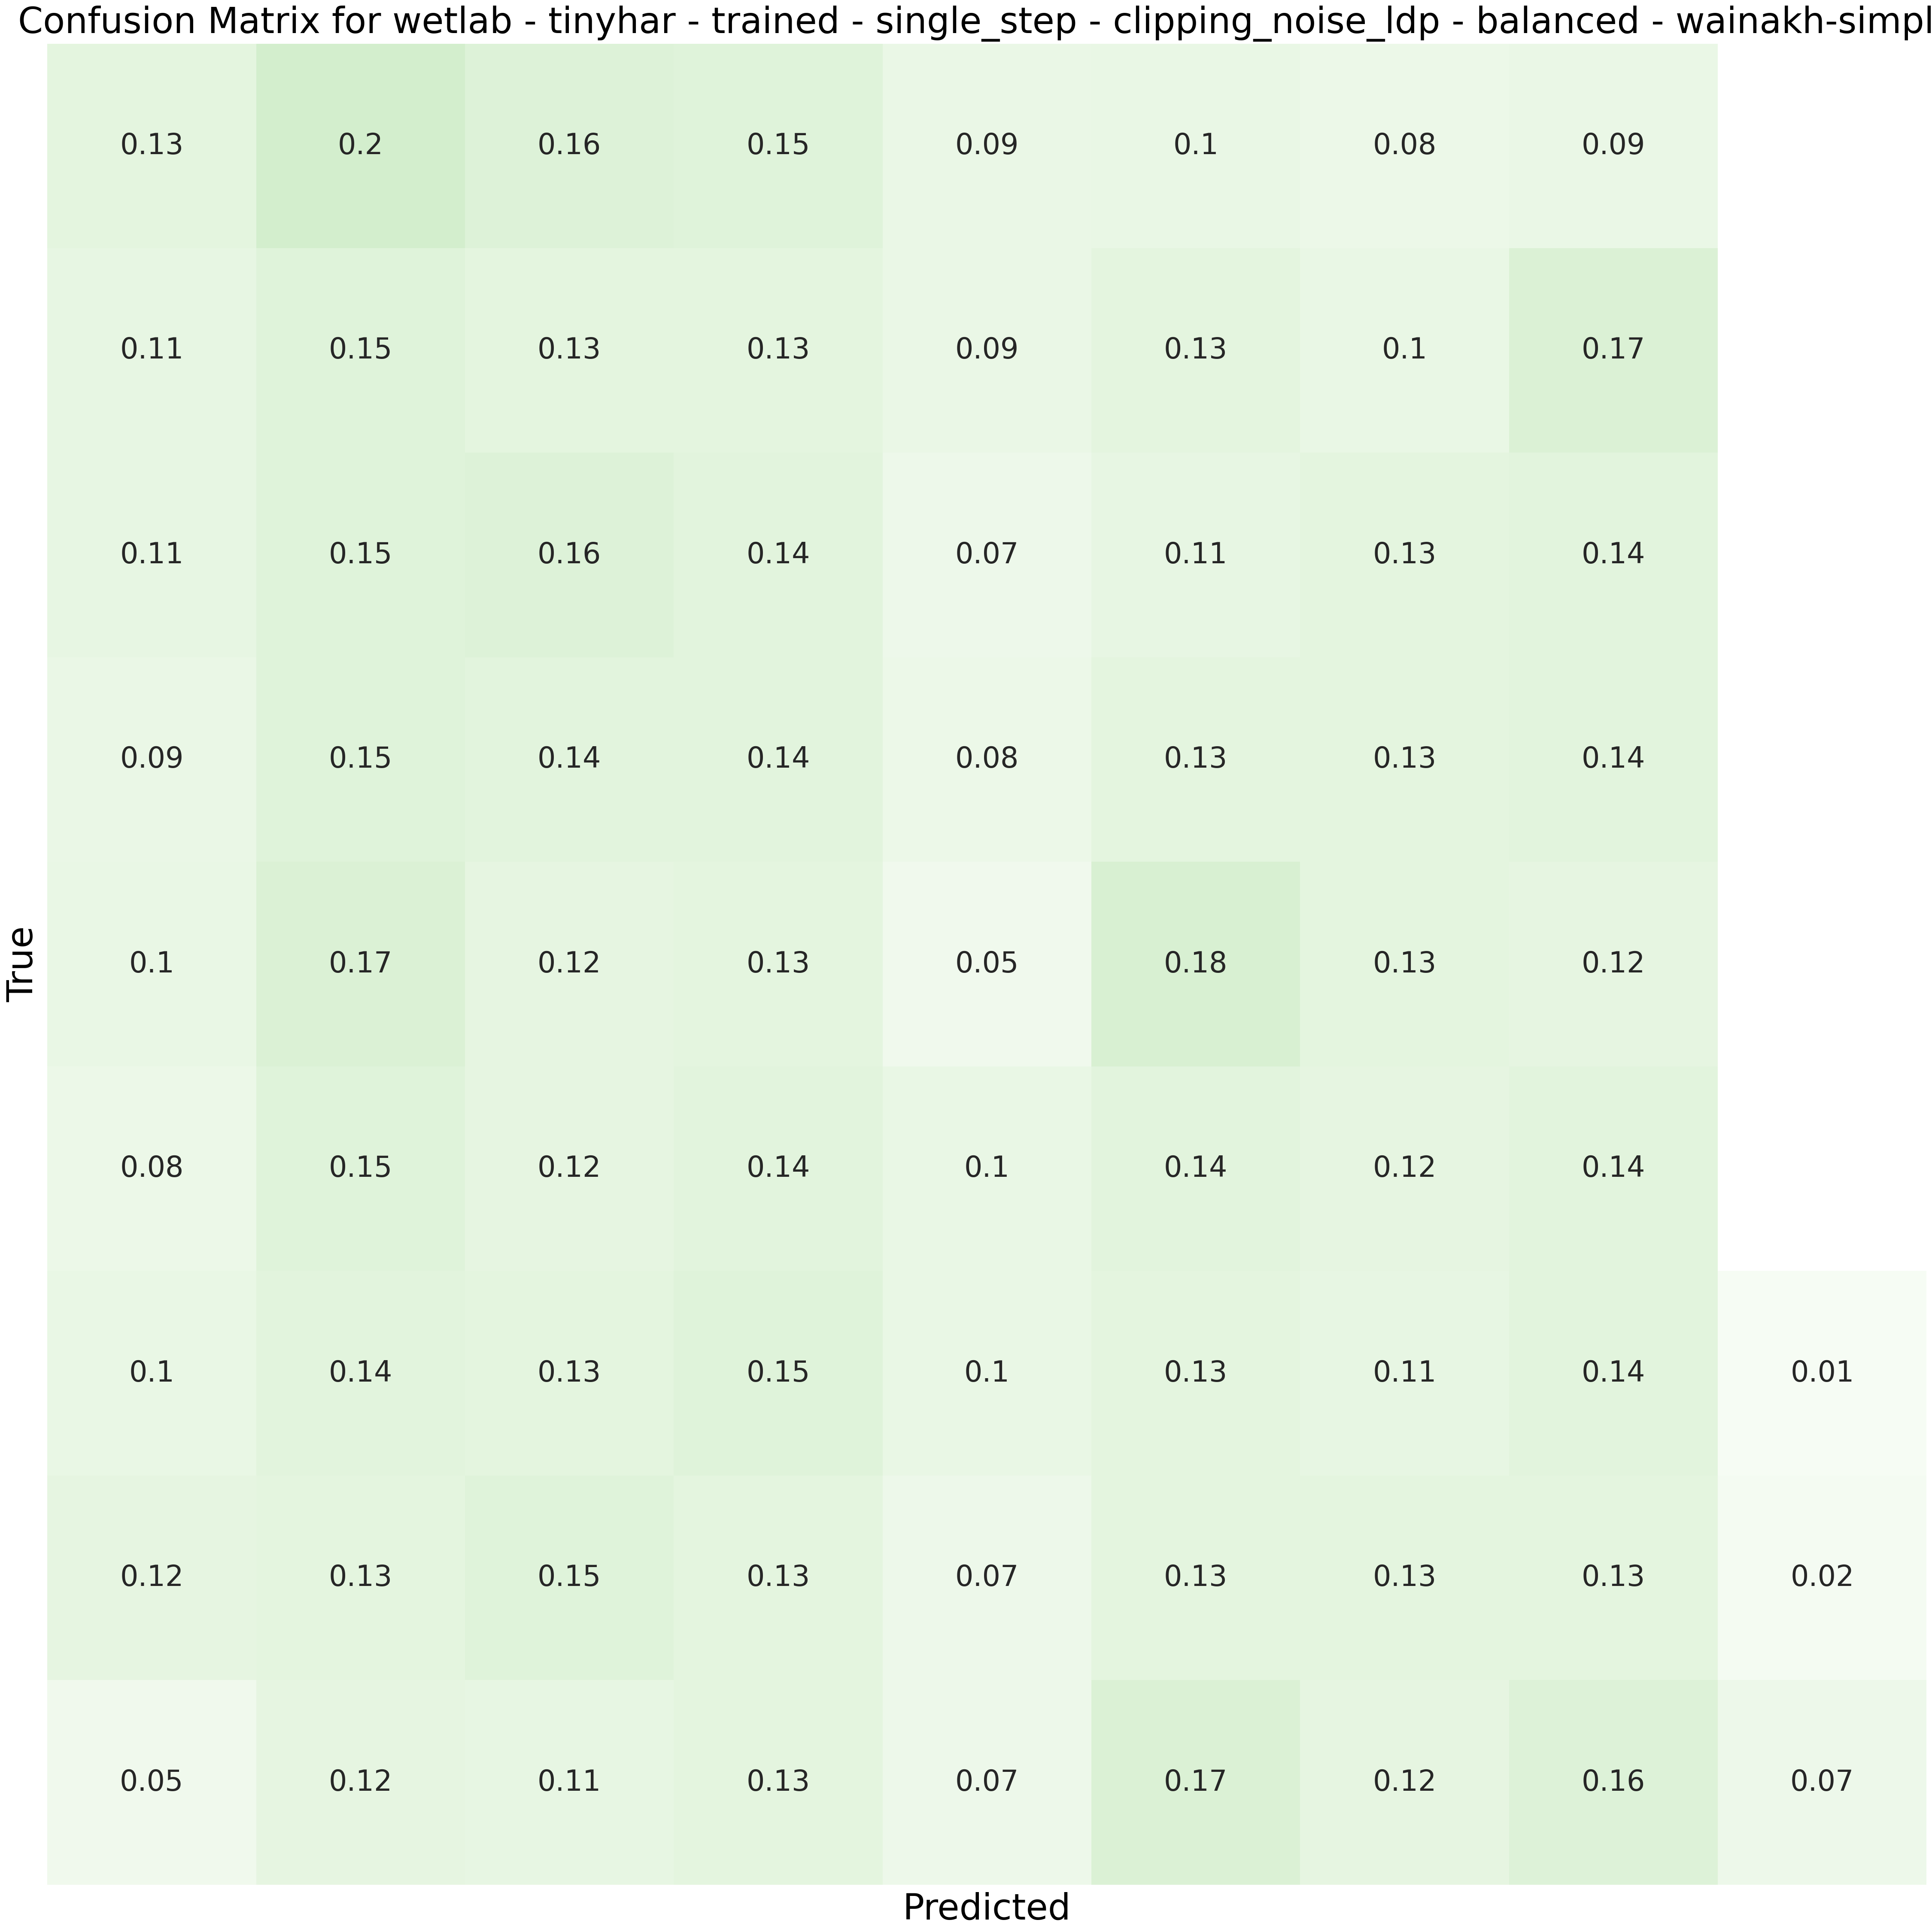 Confusion Matrix for wetlab - tinyhar - trained - single_step - clipping_noise_ldp - balanced - wainakh-simpl
0.13 0.2 0.16 0.15 0.09 0.1 0.08 0.09
0.11 0.15 0.13 0.13 0.09 0.13 0.1 0.17
0.11 0.15 0.16 0.14 0.07 0.11 0.13 0.14
0.09 0.15 0.14 0.14 0.08 0.13 0.13 0.14
True
0.1 0.17 0.12 0.13 0.05 0.18 0.13 0.12
0.08 0.15 0.12 0.14 0.1 0.14 0.12 0.14
0.1 0.14 0.13 0.15 0.1 0.13 0.11 0.14 0.01
0.12 0.13 0.15 0.13 0.07 0.13 0.13 0.13 0.02
0.05 0.12 0.11 0.13 0.07 0.17 0.12 0.16 0.07
Predicted